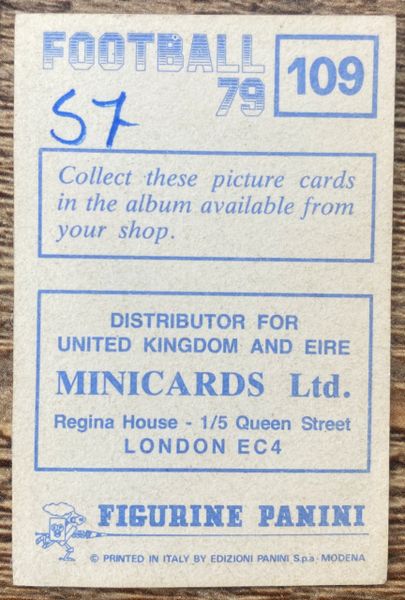 FOOTBALL
79
109
S7
Collect these picture cards
in the album available from
your shop.
DISTRIBUTOR FOR
UNITED KINGDOM AND EIRE
MINICARDS Ltd.
Regina House - 1/5 Queen Street
LONDON EC4
FIGURINE PANINI
© PRINTED IN ITALY BY EDIZIONI PANINI S.p.a - MODENA